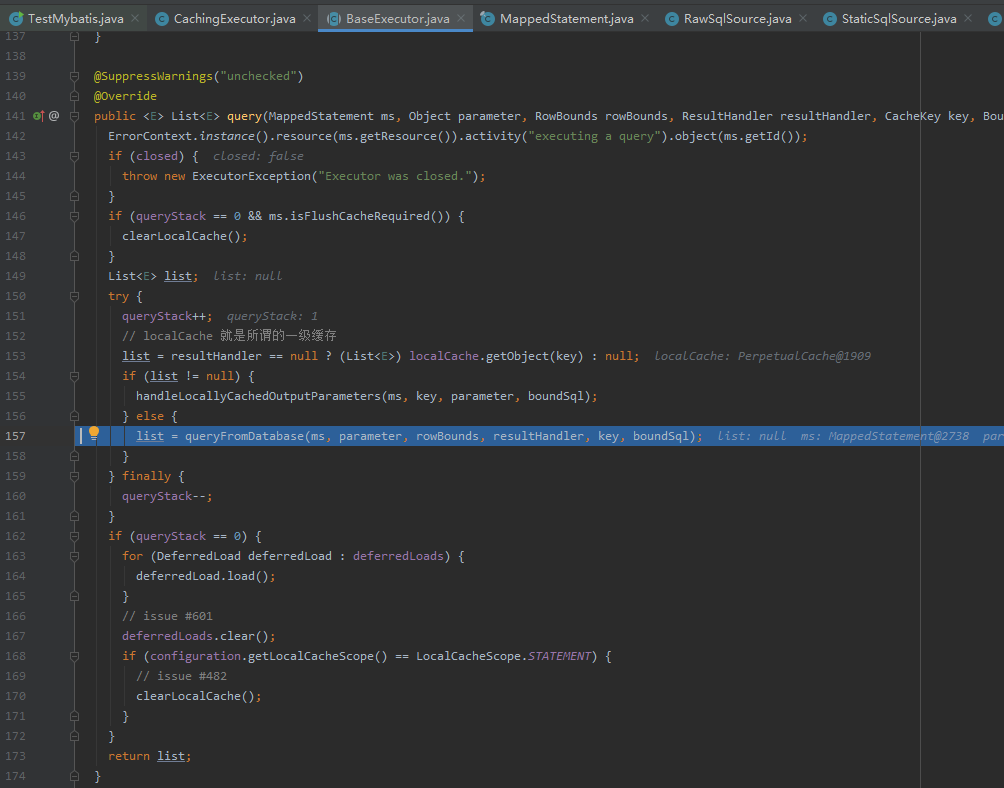 TestMybatis.java CachingExecutor.java BaseExecutor.java MappedStatement.java RawSqlSource.java StaticSqlSource.java
137 }
138
139 @SuppressWarnings("unchecked")
140 @Override
141 @ public <E> List<E> query(MappedStatement ms, Object parameter, RowBounds rowBounds, ResultHandler resultHandler, CacheKey key, Bou
142 ErrorContext.instance().resource(ms.getResource()).activity("executing a query").object(ms.getId());
143 if (closed) { closed: false
144 throw new ExecutorException("Executor was closed.");
145 }
146 if (queryStack == 0 && ms.isFlushCacheRequired()) {
147 clearLocalCache();
148 }
149 List<E> list; list: null
150 try {
151 queryStack++; queryStack: 1
152 // localCache 就是所谓的一级缓存
153 list = resultHandler == null ? (List<E>) localCache.getObject(key) : null; localCache: PerpetualCache@1909
154 if (list != null) {
155 handleLocallyCachedOutputParameters(ms, key, parameter, boundSql);
156 } else {
157 list = queryFromDatabase(ms, parameter, rowBounds, resultHandler, key, boundSql); list: null ms: MappedStatement@2738 par
158 }
159 } finally {
160 queryStack--;
161 }
162 if (queryStack == 0) {
163 for (DeferredLoad deferredLoad : deferredLoads) {
164 deferredLoad.load();
165 }
166 // issue #601
167 deferredLoads.clear();
168 if (configuration.getLocalCacheScope() == LocalCacheScope.STATEMENT) {
169 // issue #482
170 clearLocalCache();
171 }
172 }
173 return list;
174 }